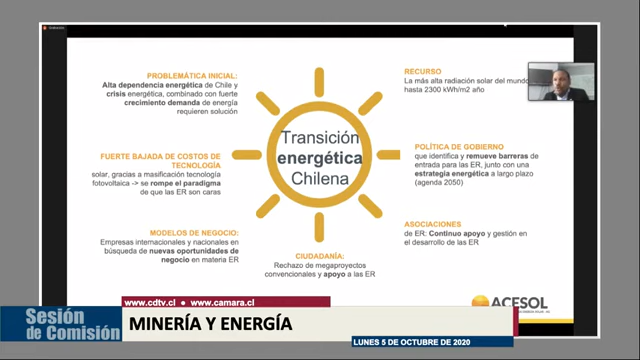 PROBLEMÁTICA INICIAL:
Alta dependencia energética de Chile y
crisis energética, combinado con fuerte
crecimiento demanda de energía
requieren solución
RECURSO
La más alta radiación solar del mundo
hasta 2300 kWh/m2 año
FUERTE BAJADA DE COSTOS DE
TECNOLOGÍA
solar, gracias a masificación tecnología
fotovoltaica -> se rompe el paradigma
de que las ER son caras
Transición
energética
Chilena
POLÍTICA DE GOBIERNO
que identifica y remueve barreras de
entrada para las ER, junto con una
estrategia energética a largo plazo
(agenda 2050)
MODELOS DE NEGOCIO:
Empresas internacionales y nacionales en
búsqueda de nuevas oportunidades de
negocio en materia ER
CIUDADANÍA:
Rechazo de megaproyectos
convencionales y apoyo a las ER
ASOCIACIONES
de ER: Continuo apoyo y gestión en
el desarrollo de las ER
ACESOL
www.cdtv.cl ● www.camara.cl
Sesión
de Comisión
MINERÍA Y ENERGÍA
LUNES 5 DE OCTUBRE DE 2020